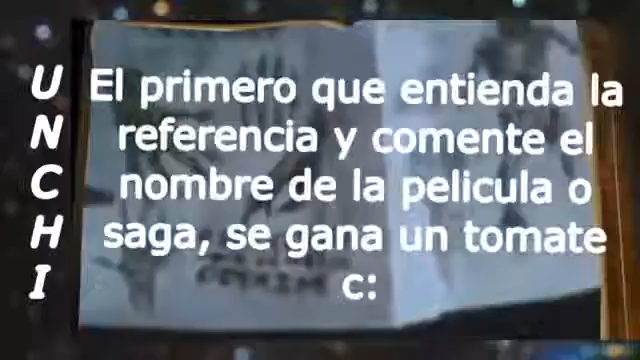 UNCHI
El primero que entienda la
referencia y comente el
nombre de la pelicula o
saga, se gana un tomate
c: